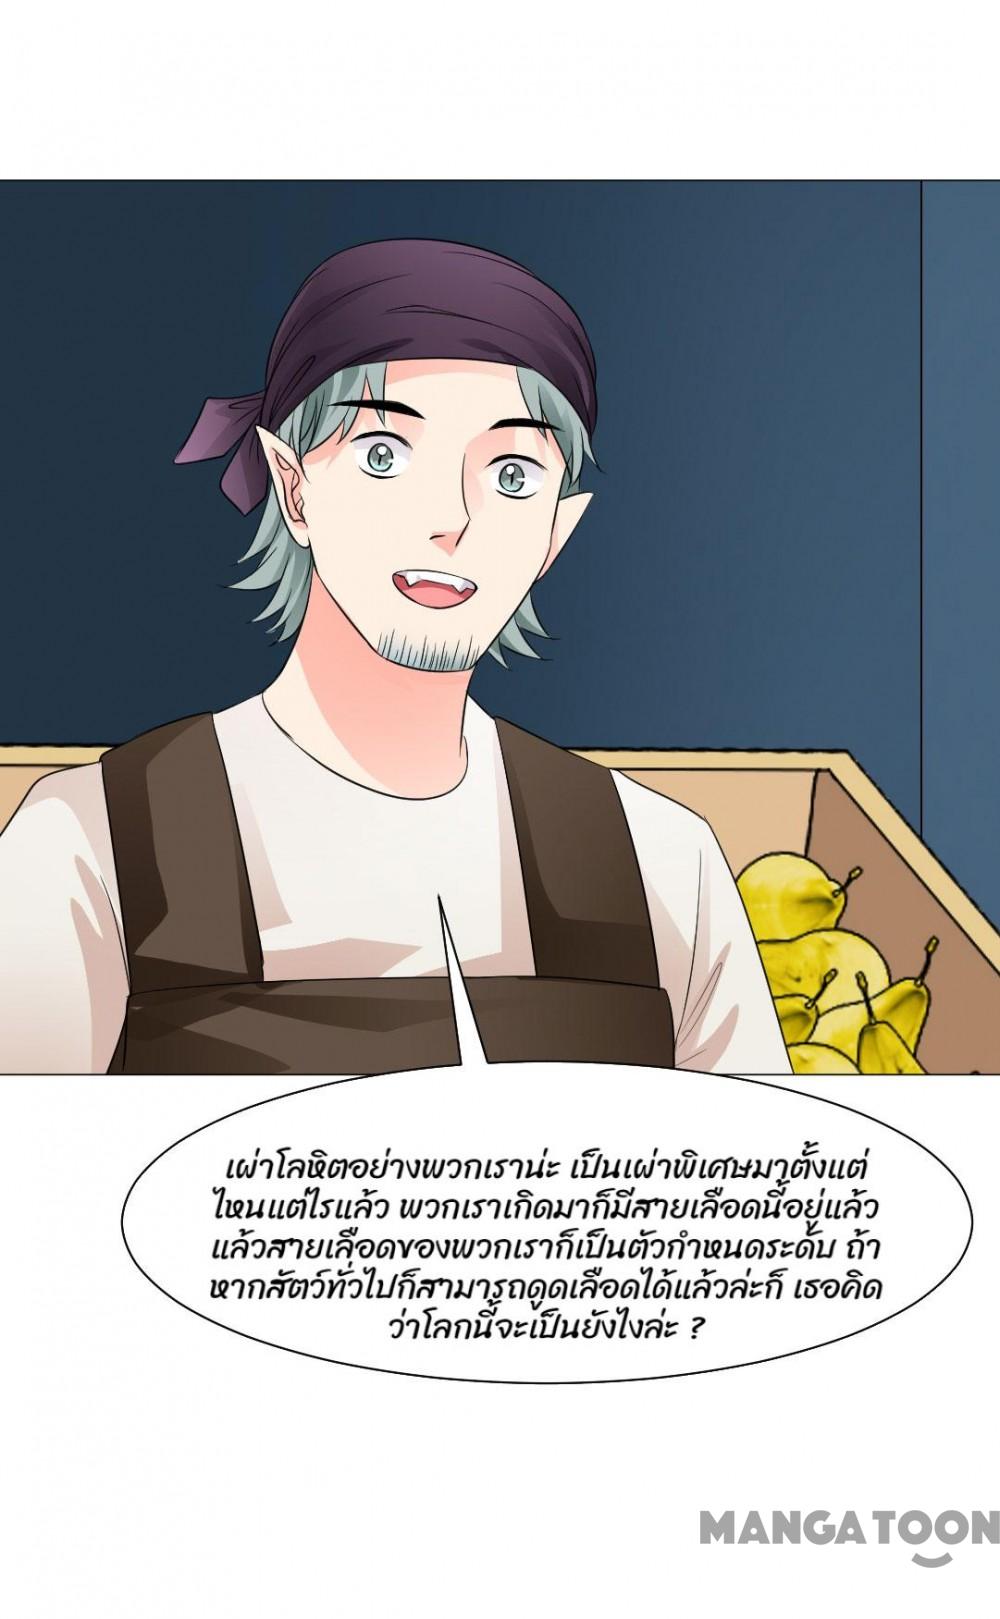 เผ่าโลหิตอย่างพวกเราน่ะ เป็นเผ่าพิเศษมาตั้งแต่
ไหนแต่ไรแล้ว พวกเราเกิดมาก็มีสายเลือดนี้อยู่แล้ว
แล้วสายเลือดของพวกเราก็เป็นตัวกำหนดระดับ ถ้า
หากสัตว์ทั่วไปก็สามารถดูดเลือดได้แล้วล่ะก็ เธอคิด
ว่าโลกนี้จะเป็นยังไงล่ะ ?
MANGATOON